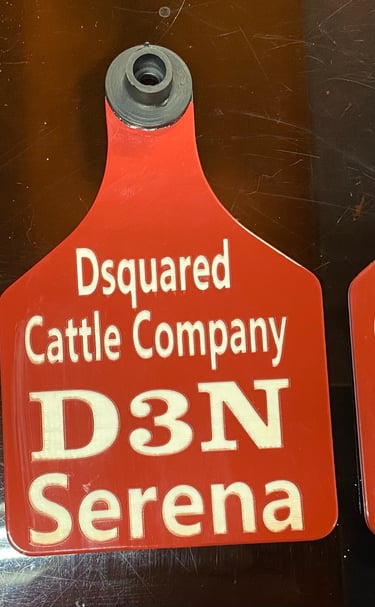 Dsquared
Cattle Company
D3N
Serena